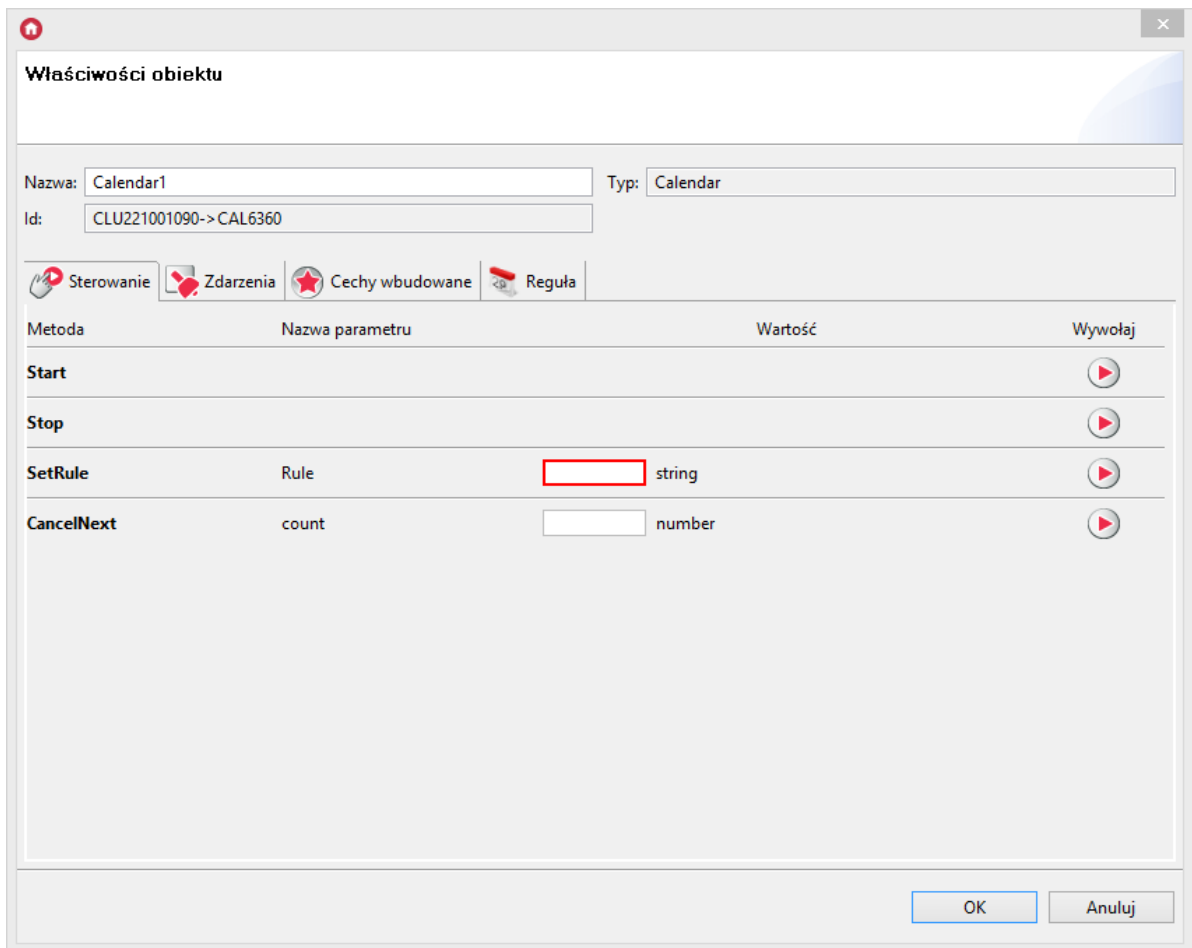 Właściwości obiektu
Nazwa: Calendar1 Typ: Calendar
Id: CLU221001090->CAL6360
Sterowanie Zdarzenia Cechy wbudowane Reguła
Metoda Nazwa parametru Wartość Wywołaj
Start
Stop
SetRule Rule string
CancelNext count number
OK Anuluj